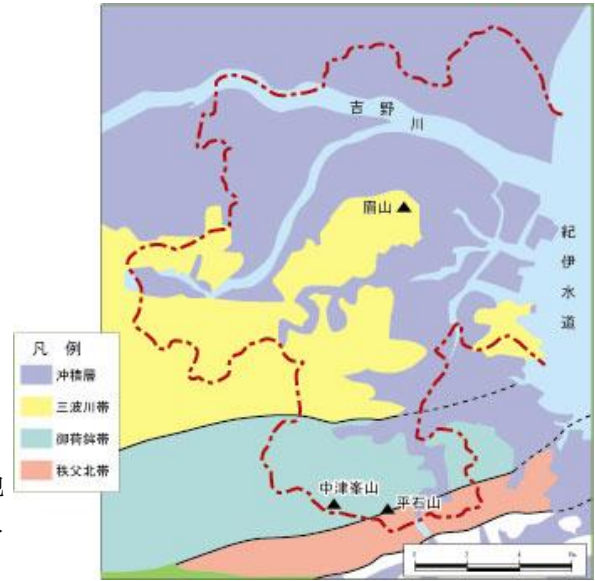 吉野川
眉山
紀伊水道
凡 例
沖積層
三波川帯
御荷鉾帯
秩父北帯
中津峯山
平石山